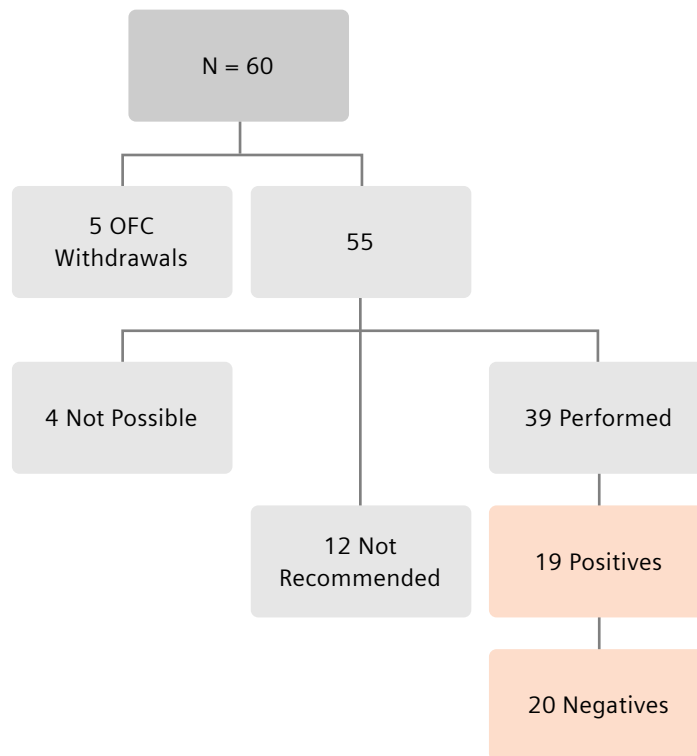 N = 60
5 OFC
Withdrawals
55
4 Not Possible
39 Performed
12 Not
Recommended
19 Positives
20 Negatives